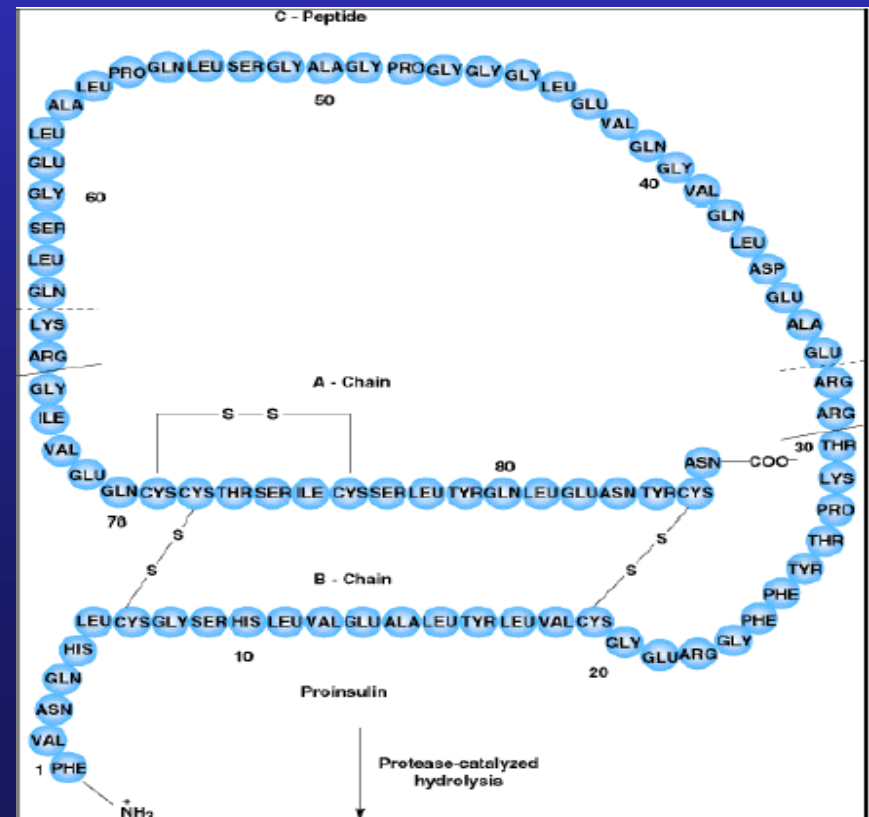 C - Peptide
LYS GLN LEU SER GLY GLU LEU ALA LEU PRO GLN LEU SER GLY ALA GLY PRO GLY GLY GLY LEU GLU VAL GLN GLY VAL GLN LEU ASP GLU ALA GLU ARG
50
40
60
ARG
30
A - Chain
S S
80
GLY ILE VAL GLU GLN CYS CYS THR SER ILE CYS SER LEU TYR GLN LEU GLU ASN TYR CYS ASN COO
70
ARG
S
S
S
S
B - Chain
PHE VAL ASN GLN HIS LEU CYS GLY SER HIS LEU VAL GLU ALA LEU TYR LEU VAL CYS GLY GLU ARG GLY PHE PHE TYR THR PRO LYS THR
10
20
1
+
NH3
Proinsulin
Protease-catalyzed
hydrolysis